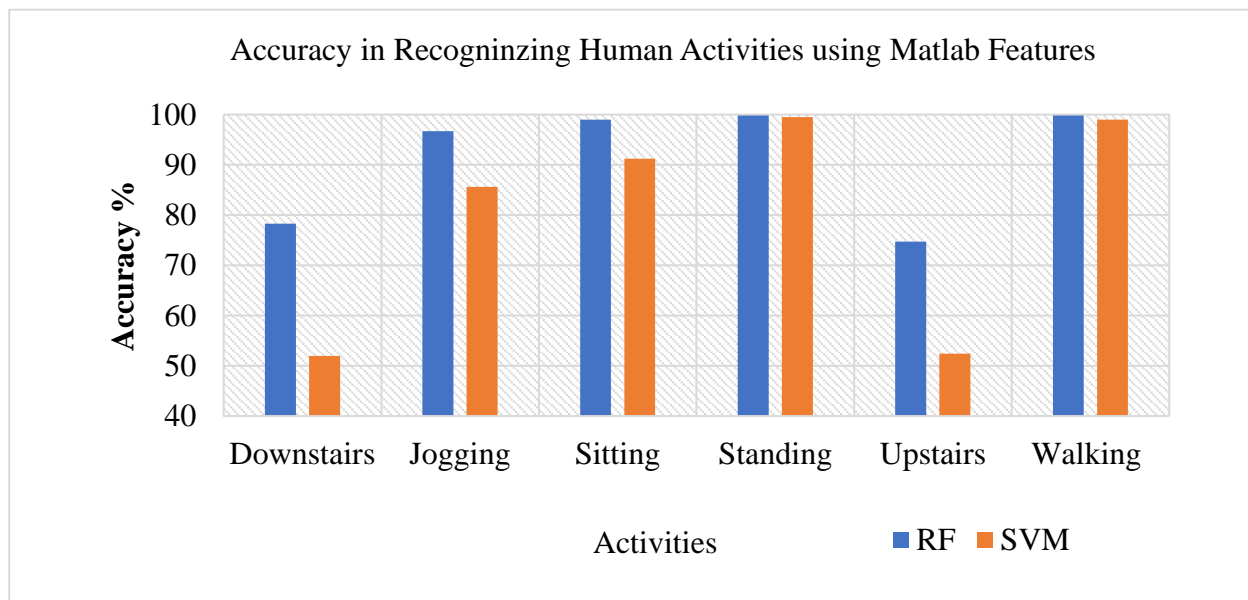 Accuracy in Recogninzing Human Activities using Matlab Features
Accuracy %
100
90
80
70
60
50
40
Downstairs Jogging Sitting Standing Upstairs Walking
Activities
RF SVM